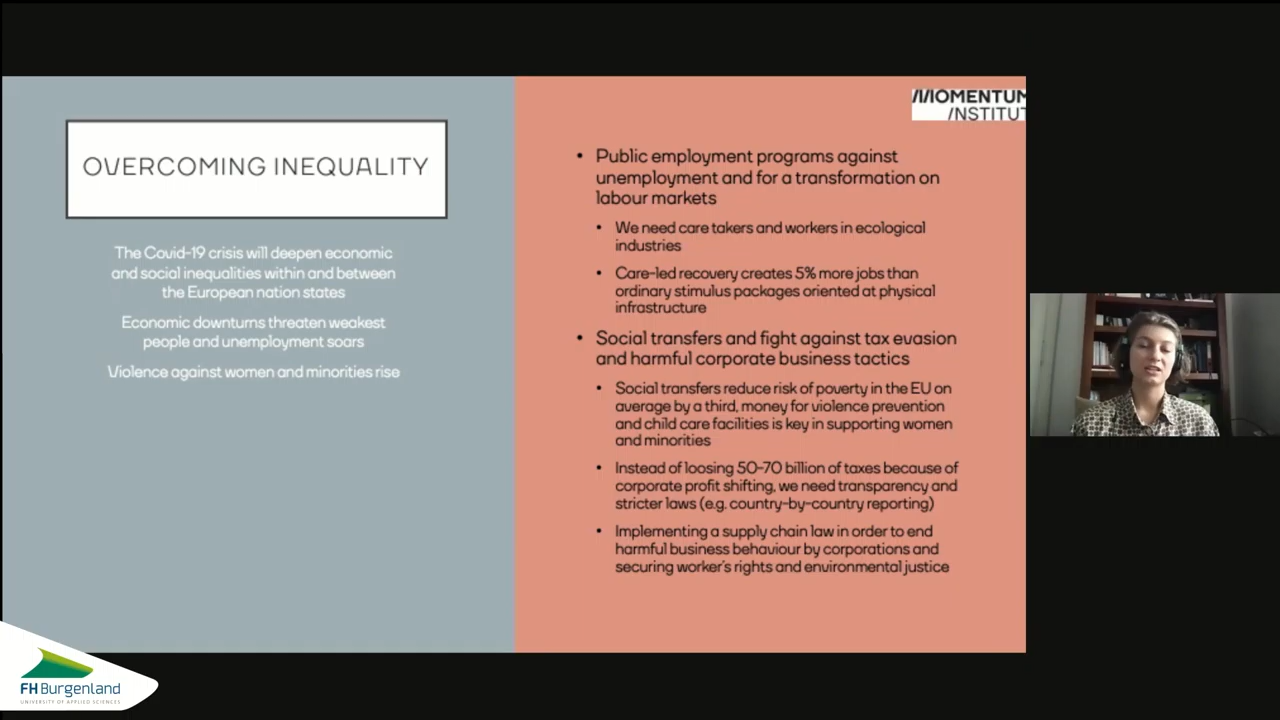 OVERCOMING INEQUALITY
The Covid-19 crisis will deepen economic
and social inequalities within and between
the European nation states
Economic downturns threaten weakest
people and unemployment soars
Violence against women and minorities rise
MOMENTUM
INSTITUT
• Public employment programs against
unemployment and for a transformation on
labour markets
• We need care takers and workers in ecological
industries
• Care-led recovery creates 5% more jobs than
ordinary stimulus packages oriented at physical
infrastructure
• Social transfers and fight against tax evasion
and harmful corporate business tactics
• Social transfers reduce risk of poverty in the EU on
average by a third, money for violence prevention
and child care facilities is key in supporting women
and minorities
• Instead of loosing 50-70 billion of taxes because of
corporate profit shifting, we need transparency and
stricter laws (e.g. country-by-country reporting)
• Implementing a supply chain law in order to end
harmful business behaviour by corporations and
securing worker's rights and environmental justice
FH Burgenland
UNIVERSITY OF APPLIED SCIENCES